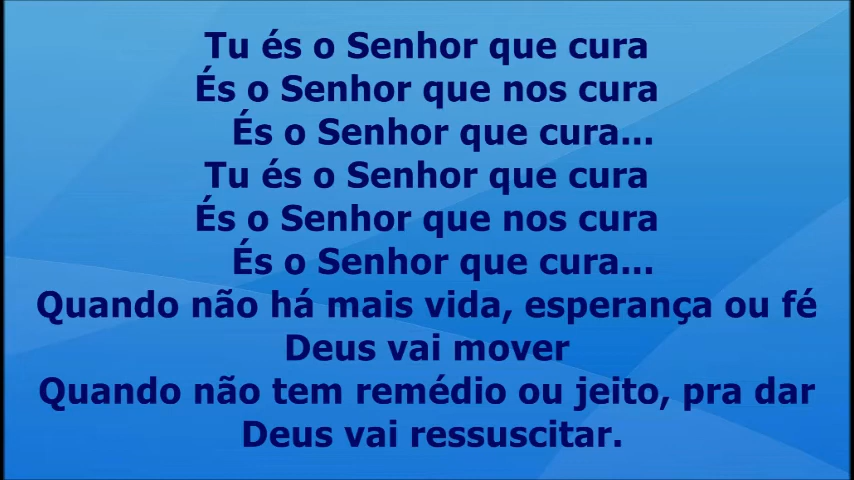 Tu és o Senhor que cura
És o Senhor que nos cura
És o Senhor que cura...
Tu és o Senhor que cura
És o Senhor que nos cura
És o Senhor que cura...
Quando não há mais vida, esperança ou fé
Deus vai mover
Quando não tem remédio ou jeito, pra dar
Deus vai ressuscitar.